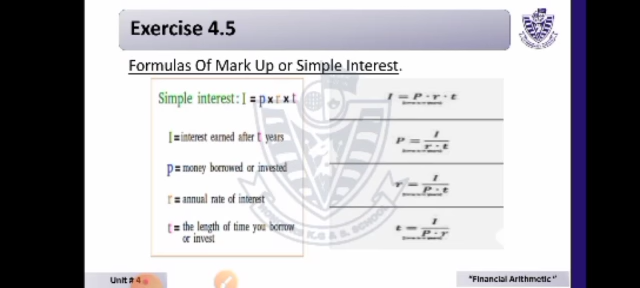 Exercise 4.5
Formulas Of Mark Up or Simple Interest.
Simple interest: I = p x r x t
I = interest earned after t years
p = money borrowed or invested
r = annual rate of interest
t = the length of time you borrow
or invest
I = P · r · t
P = I / r · t
r = I / P · t
t = I / P · r
Unit # 4
"Financial Arithmetic"